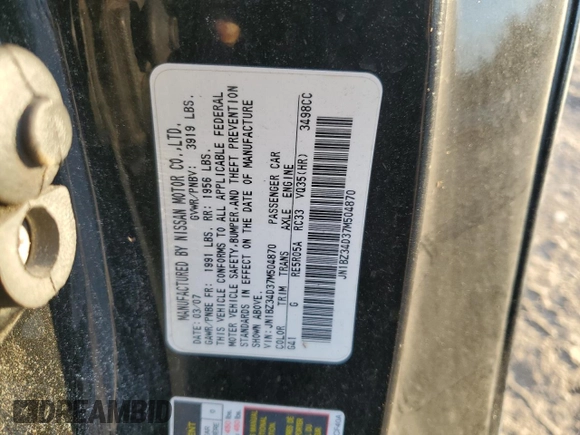 MANUFACTURED BY NISSAN MOTOR CO.,LTD.
DATE: 03/07 GVWR/PNBV: 3919 LBS.
GAWR/PNBE FR: 1991 LBS. RR: 1956 LBS.
THIS VEHICLE CONFORMS TO ALL APPLICABLE FEDERAL
MOTOR VEHICLE SAFETY,BUMPER,AND THEFT PREVENTION
STANDARDS IN EFFECT ON THE DATE OF MANUFACTURE
SHOWN ABOVE.
VIN: JN1BZ34D37M504870 PASSENGER CAR
COLOR TRIM TRANS AXLE ENGINE
G41 G RE5R05A RC33 VQ35(HR) 3498CC
JN1BZ34D37M504870
AUTOBIDMASTER